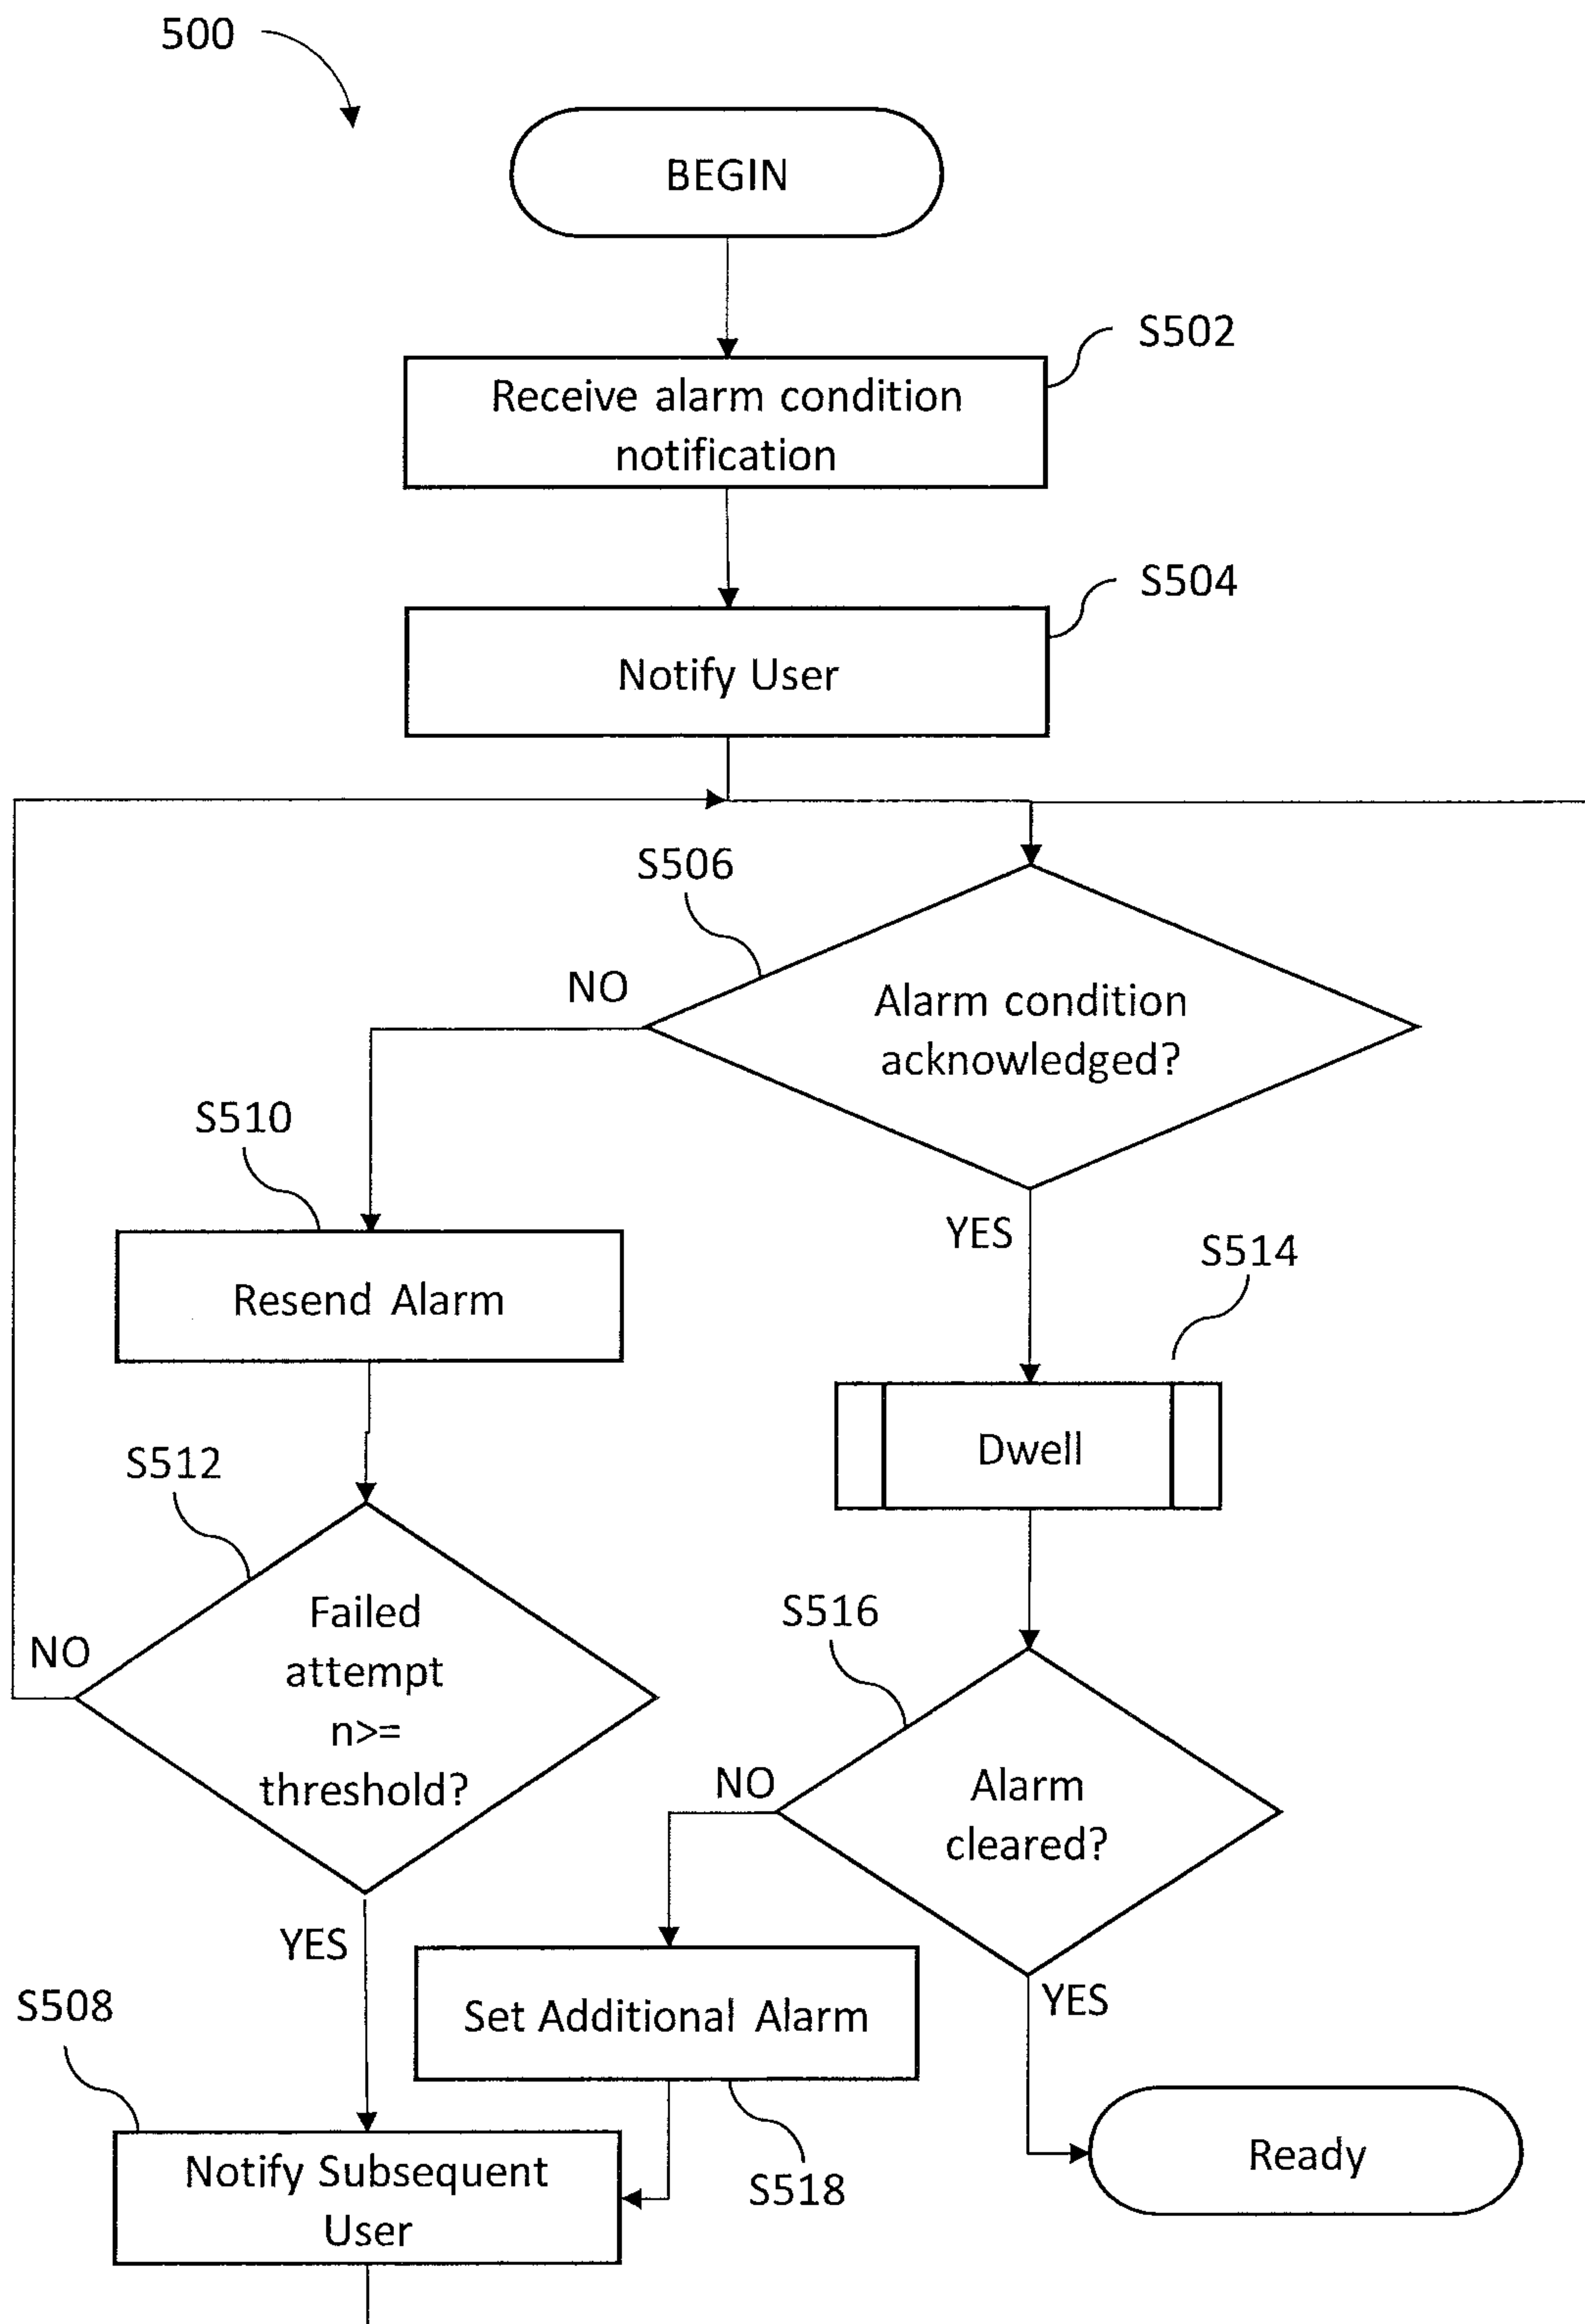 500
BEGIN
S502
Receive alarm condition
notification
S504
Notify User
S506
NO
Alarm condition
acknowledged?
S510
YES
S514
Resend Alarm
Dwell
S512
Failed
attempt
n>=
threshold?
NO
S516
NO
Alarm
cleared?
YES
YES
S508
Set Additional Alarm
Notify Subsequent
User
S518
Ready